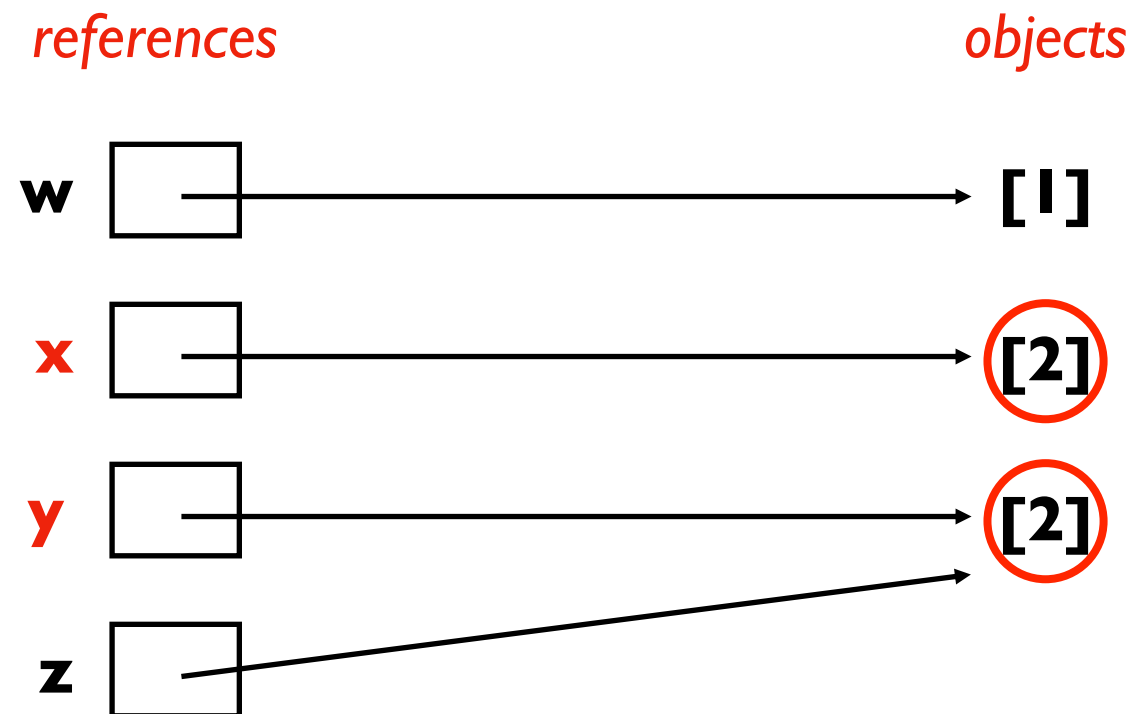 references objects
w [1]
x [2]
y [2]
z